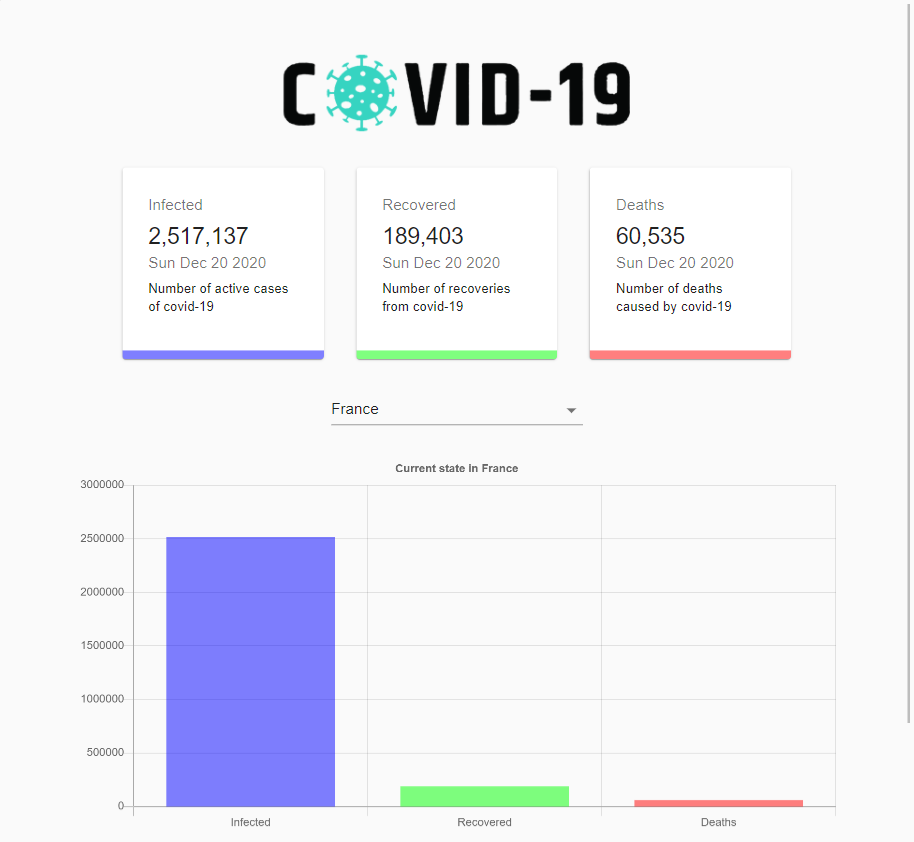 COVID-19
Infected
2,517,137
Sun Dec 20 2020
Number of active cases
of covid-19
Recovered
189,403
Sun Dec 20 2020
Number of recoveries
from covid-19
Deaths
60,535
Sun Dec 20 2020
Number of deaths
caused by covid-19
France
Current state in France
3000000
2500000
2000000
1500000
1000000
500000
0
Infected
Recovered
Deaths